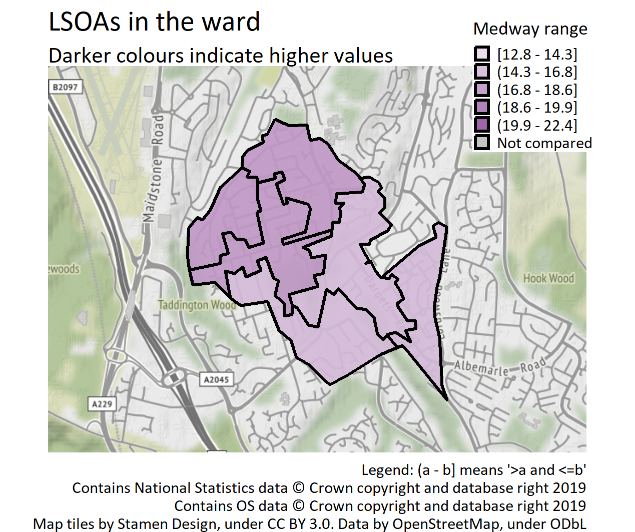 LSOAs in the ward
Darker colours indicate higher values
Medway range
[12.8 - 14.3]
(14.3 - 16.8]
(16.8 - 18.6]
(18.6 - 19.9]
(19.9 - 22.4]
Not compared
B2097
Maidstone Road
ewoods
Taddington Wood
Hook Wood
Lane
Albemarle Road
A2045
A229
Legend: (a - b] means '>a and <=b'
Contains National Statistics data © Crown copyright and database right 2019
Contains OS data © Crown copyright and database right 2019
Map tiles by Stamen Design, under CC BY 3.0. Data by OpenStreetMap, under ODbL